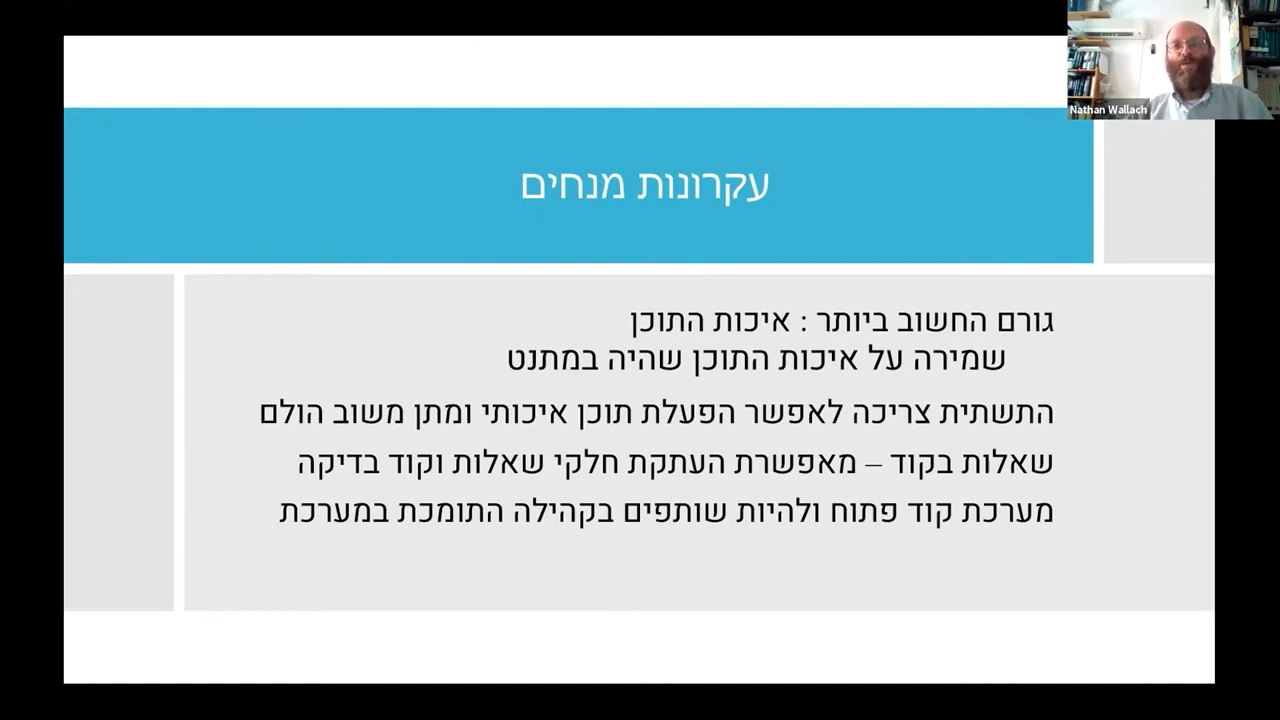 Nathan Wallach
עקרונות מנחים
גורם החשוב ביותר : איכות התוכן
שמירה על איכות התוכן שהיה במתנט
התשתית צריכה לאפשר הפעלת תוכן איכותי ומתן משוב הולם
שאלות בקוד – מאפשרת העתקת חלקי שאלות וקוד בדיקה
מערכת קוד פתוח ולהיות שותפים בקהילה התומכת במערכת